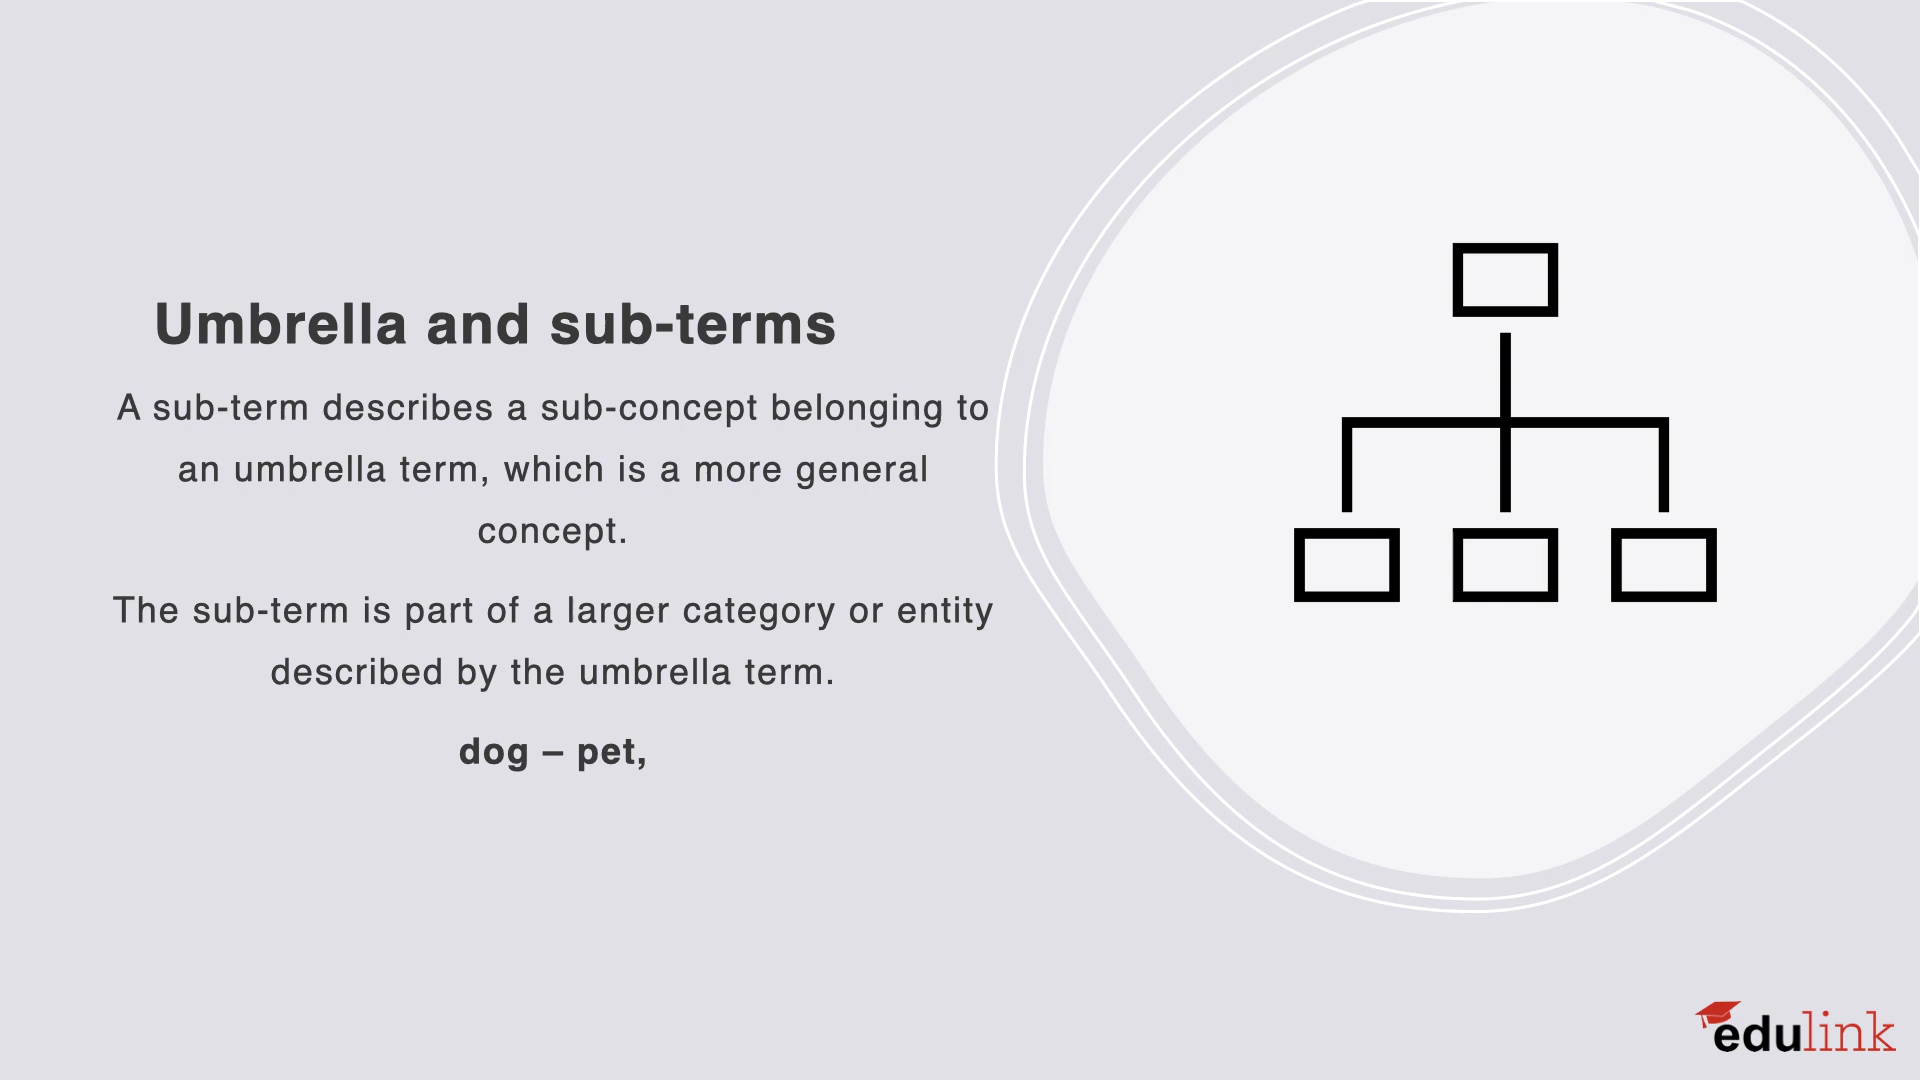 Umbrella and sub-terms
A sub-term describes a sub-concept belonging to
an umbrella term, which is a more general
concept.
The sub-term is part of a larger category or entity
described by the umbrella term.
dog – pet,
edulink